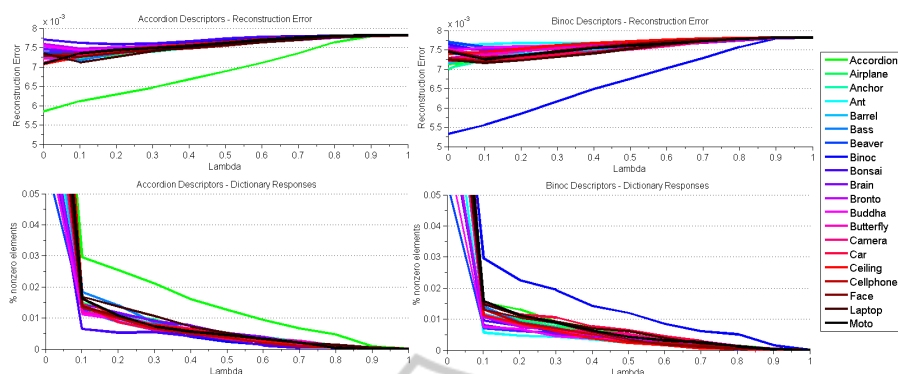 Accordion Descriptors - Reconstruction Error
x 10⁻³
8
7.5
7
6.5
6
5.5
5
Reconstruction Error
0 0.1 0.2 0.3 0.4 0.5 0.6 0.7 0.8 0.9 1
Lambda
Binoc Descriptors - Reconstruction Error
x 10⁻³
8
7.5
7
6.5
6
5.5
5
Reconstruction Error
0 0.1 0.2 0.3 0.4 0.5 0.6 0.7 0.8 0.9 1
Lambda
Accordion Descriptors - Dictionary Responses
0.05
0.04
0.03
0.02
0.01
0
% nonzero elements
0 0.1 0.2 0.3 0.4 0.5 0.6 0.7 0.8 0.9 1
Lambda
Binoc Descriptors - Dictionary Responses
0.05
0.04
0.03
0.02
0.01
0
% nonzero elements
0 0.1 0.2 0.3 0.4 0.5 0.6 0.7 0.8 0.9 1
Lambda
Accordion
Airplane
Anchor
Ant
Barrel
Bass
Beaver
Binoc
Bonsai
Brain
Bronto
Buddha
Butterfly
Camera
Car
Ceiling
Cellphone
Face
Laptop
Moto